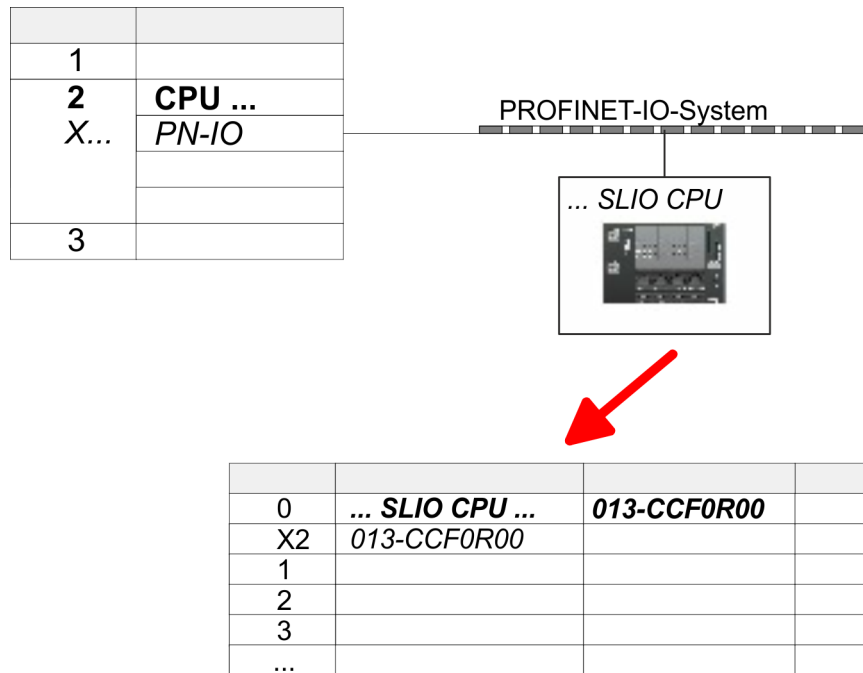 1
2 CPU ...
X... PN-IO
3
PROFINET-IO-System
... SLIO CPU
0 ... SLIO CPU ... 013-CCF0R00
X2 013-CCF0R00
1
2
3
...